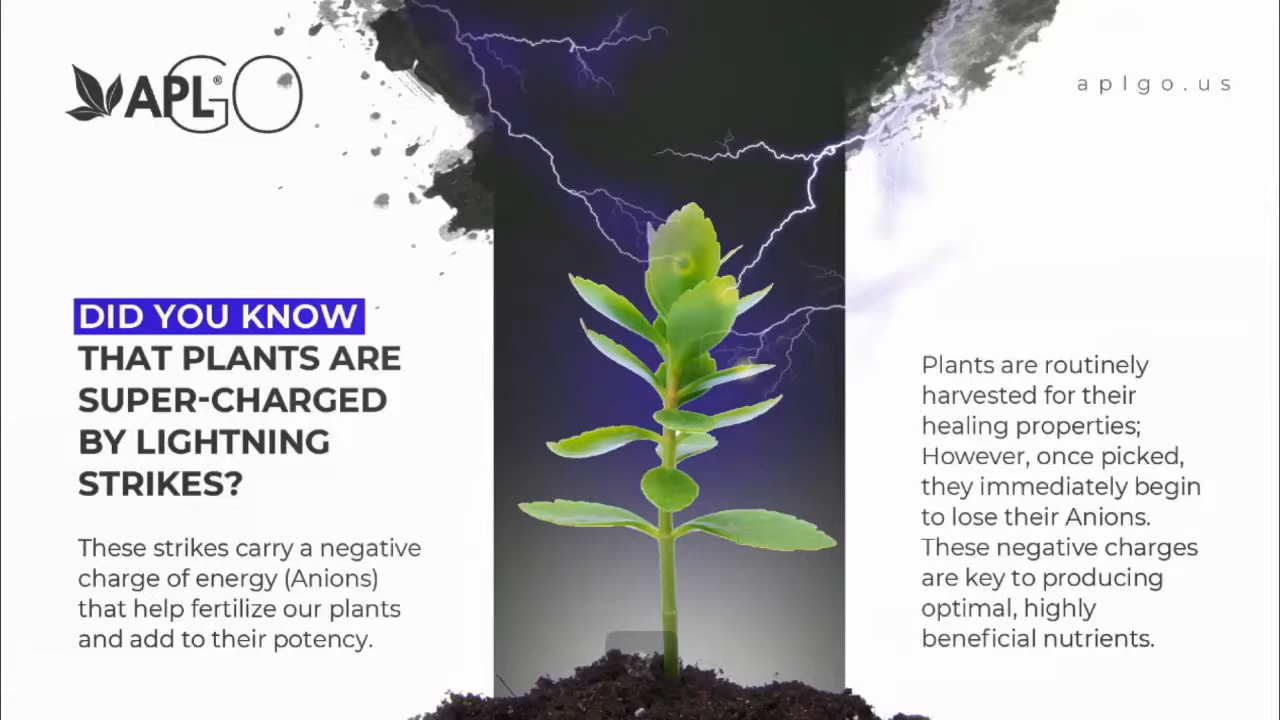 APL®GO
aplgo.us
DID YOU KNOW
THAT PLANTS ARE
SUPER-CHARGED
BY LIGHTNING
STRIKES?
These strikes carry a negative
charge of energy (Anions)
that help fertilize our plants
and add to their potency.
Plants are routinely
harvested for their
healing properties;
However, once picked,
they immediately begin
to lose their Anions.
These negative charges
are key to producing
optimal, highly
beneficial nutrients.